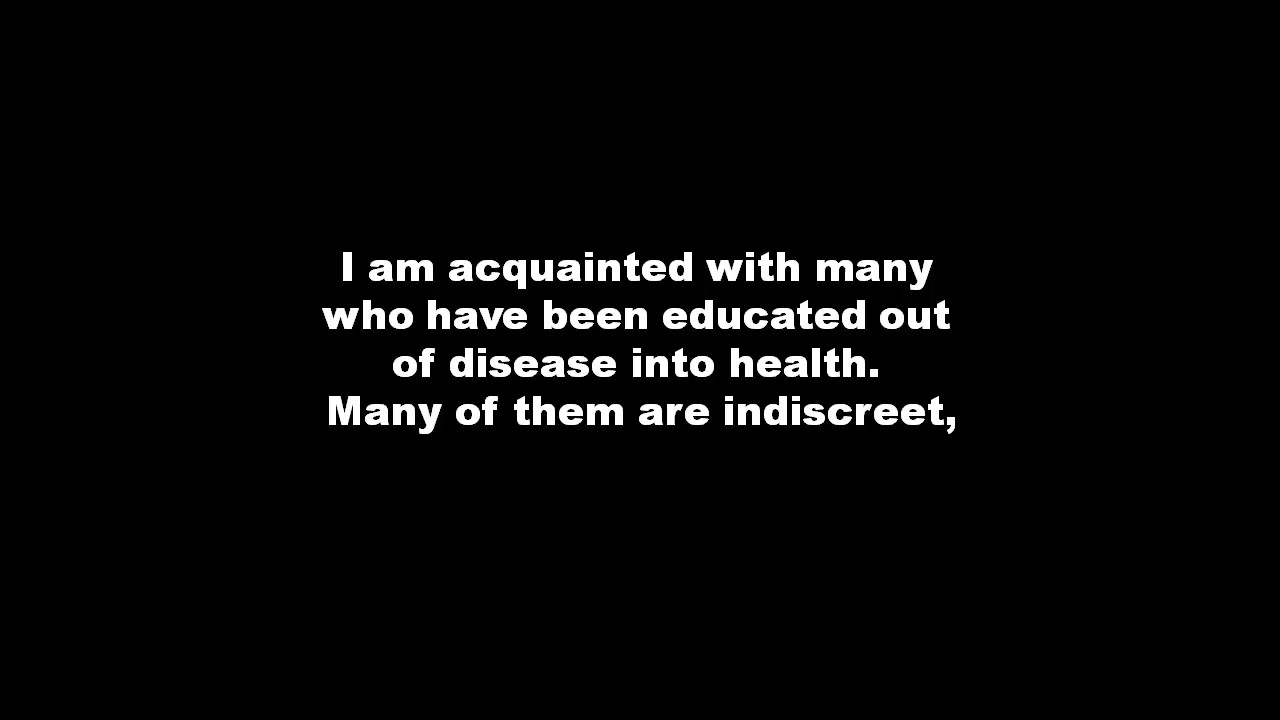 I am acquainted with many
who have been educated out
of disease into health.
Many of them are indiscreet,